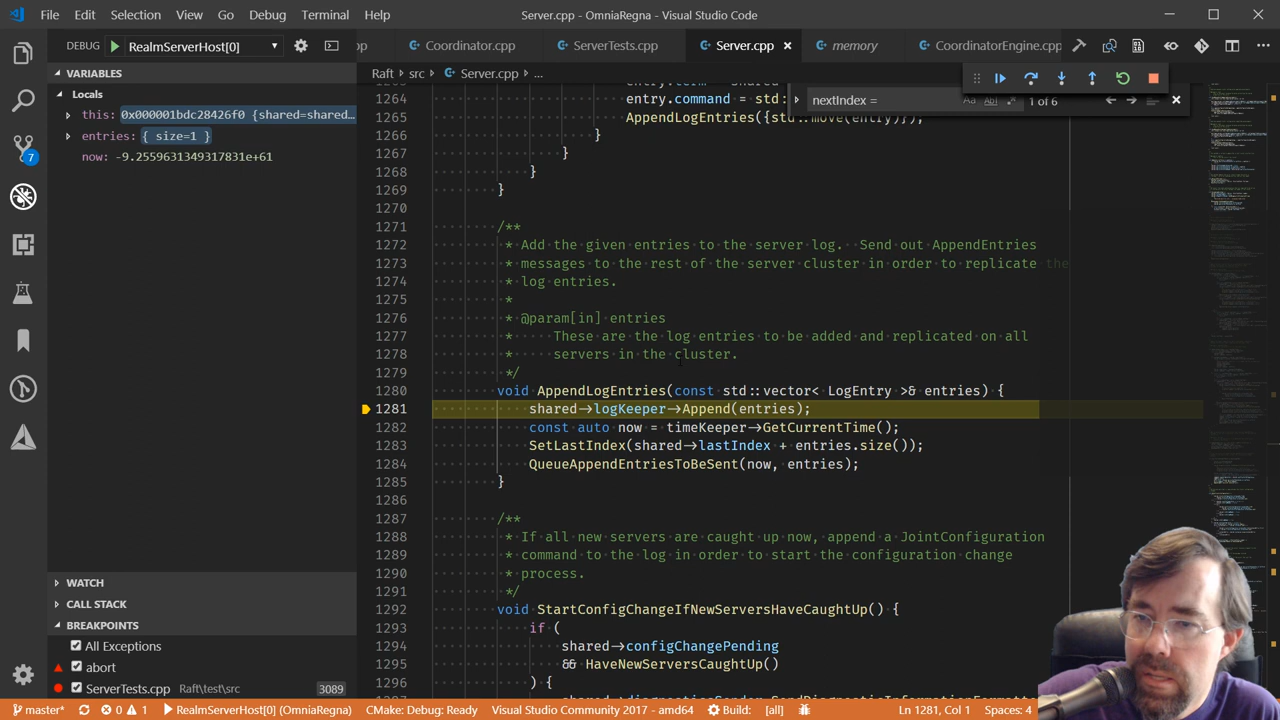 File Edit Selection View Go Debug Terminal Help
Server.cpp - OmniaRegna - Visual Studio Code
DEBUG RealmServerHost[0]
pp Coordinator.cpp ServerTests.cpp Server.cpp memory CoordinatorEngine.cpp
VARIABLES
Raft > src > Server.cpp > ...
Locals
this: 0x000001bdc28426f0 {shared=shared…
entries: { size=1 }
now: -9.2559631349317831e+61
nextIndex = Aa Abl .* 1 of 6
1264 entry.command = std::
1265 AppendLogEntries({std::move(entry)});
1266 }
1267 }
1268 }
1269 }
1270
1271 /**
1272 * Add the given entries to the server log. Send out AppendEntries
1273 * messages to the rest of the server cluster in order to replicate the
1274 * log entries.
1275 *
1276 * @param[in] entries
1277 * These are the log entries to be added and replicated on all
1278 * servers in the cluster.
1279 */
1280 void AppendLogEntries(const std::vector< LogEntry >& entries) {
1281 shared->logKeeper->Append(entries);
1282 const auto now = timeKeeper->GetCurrentTime();
1283 SetLastIndex(shared->lastIndex + entries.size());
1284 QueueAppendEntriesToBeSent(now, entries);
1285 }
1286
1287 /**
1288 * If all new servers are caught up now, append a JointConfiguration
1289 * command to the log in order to start the configuration change
1290 * process.
1291 */
1292 void StartConfigChangeIfNewServersHaveCaughtUp() {
1293 if (
1294 shared->configChangePending
1295 && HaveNewServersCaughtUp()
1296 ) {
7
WATCH
CALL STACK
BREAKPOINTS
All Exceptions
abort
ServerTests.cpp Raft\test\src 3089
master* 0 1 RealmServerHost[0] (OmniaRegna) CMake: Debug: Ready Visual Studio Community 2017 - amd64 Build: [all] Ln 1281, Col 1 Spaces: 4